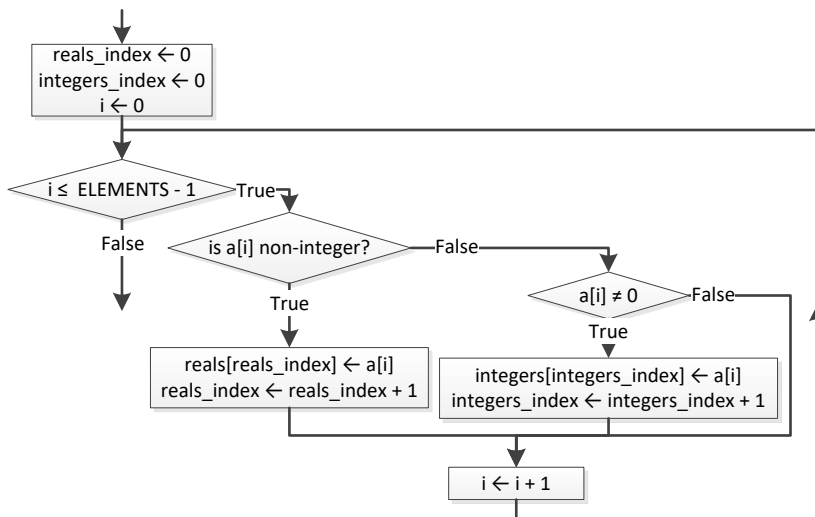 reals_index ← 0
integers_index ← 0
i ← 0
i ≤ ELEMENTS - 1
True
False
is a[i] non-integer?
False
True
a[i] ≠ 0
False
True
reals[reals_index] ← a[i]
reals_index ← reals_index + 1
integers[integers_index] ← a[i]
integers_index ← integers_index + 1
i ← i + 1